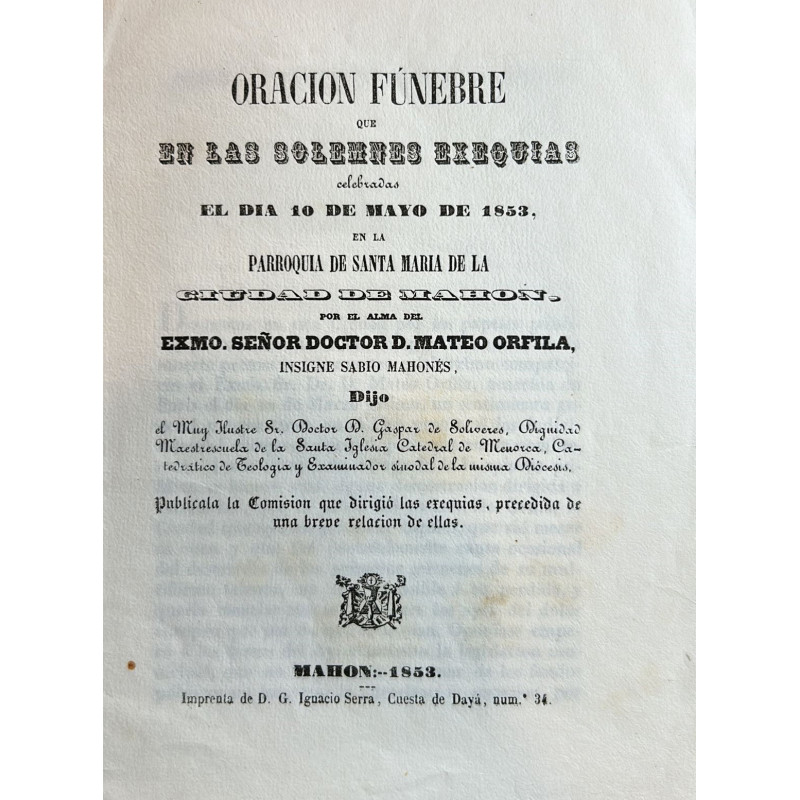 ORACION FÚNEBRE
QUE
EN LAS SOLEMNES EXEQUIAS
celebradas
EL DIA 10 DE MAYO DE 1853,
EN LA
PARROQUIA DE SANTA MARIA DE LA
CIUDAD DE MAHON,
POR EL ALMA DEL
EXMO. SEÑOR DOCTOR D. MATEO ORFILA,
INSIGNE SABIO MAHONÉS,
Dijo
el Muy Ilustre Sr. Doctor D. Gaspar de Soliveres, Dignidad
Maestrescuela de la Santa Iglesia Catedral de Menorca, Ca-
tedrático de Teologia y Examinador sinodal de la misma Diócesis.
Publícala la Comision que dirigió las exequias, precedida de
una breve relacion de ellas.
MAHON:--1853.
Imprenta de D. G. Ignacio Serra, Cuesta de Dayá, num.° 34.